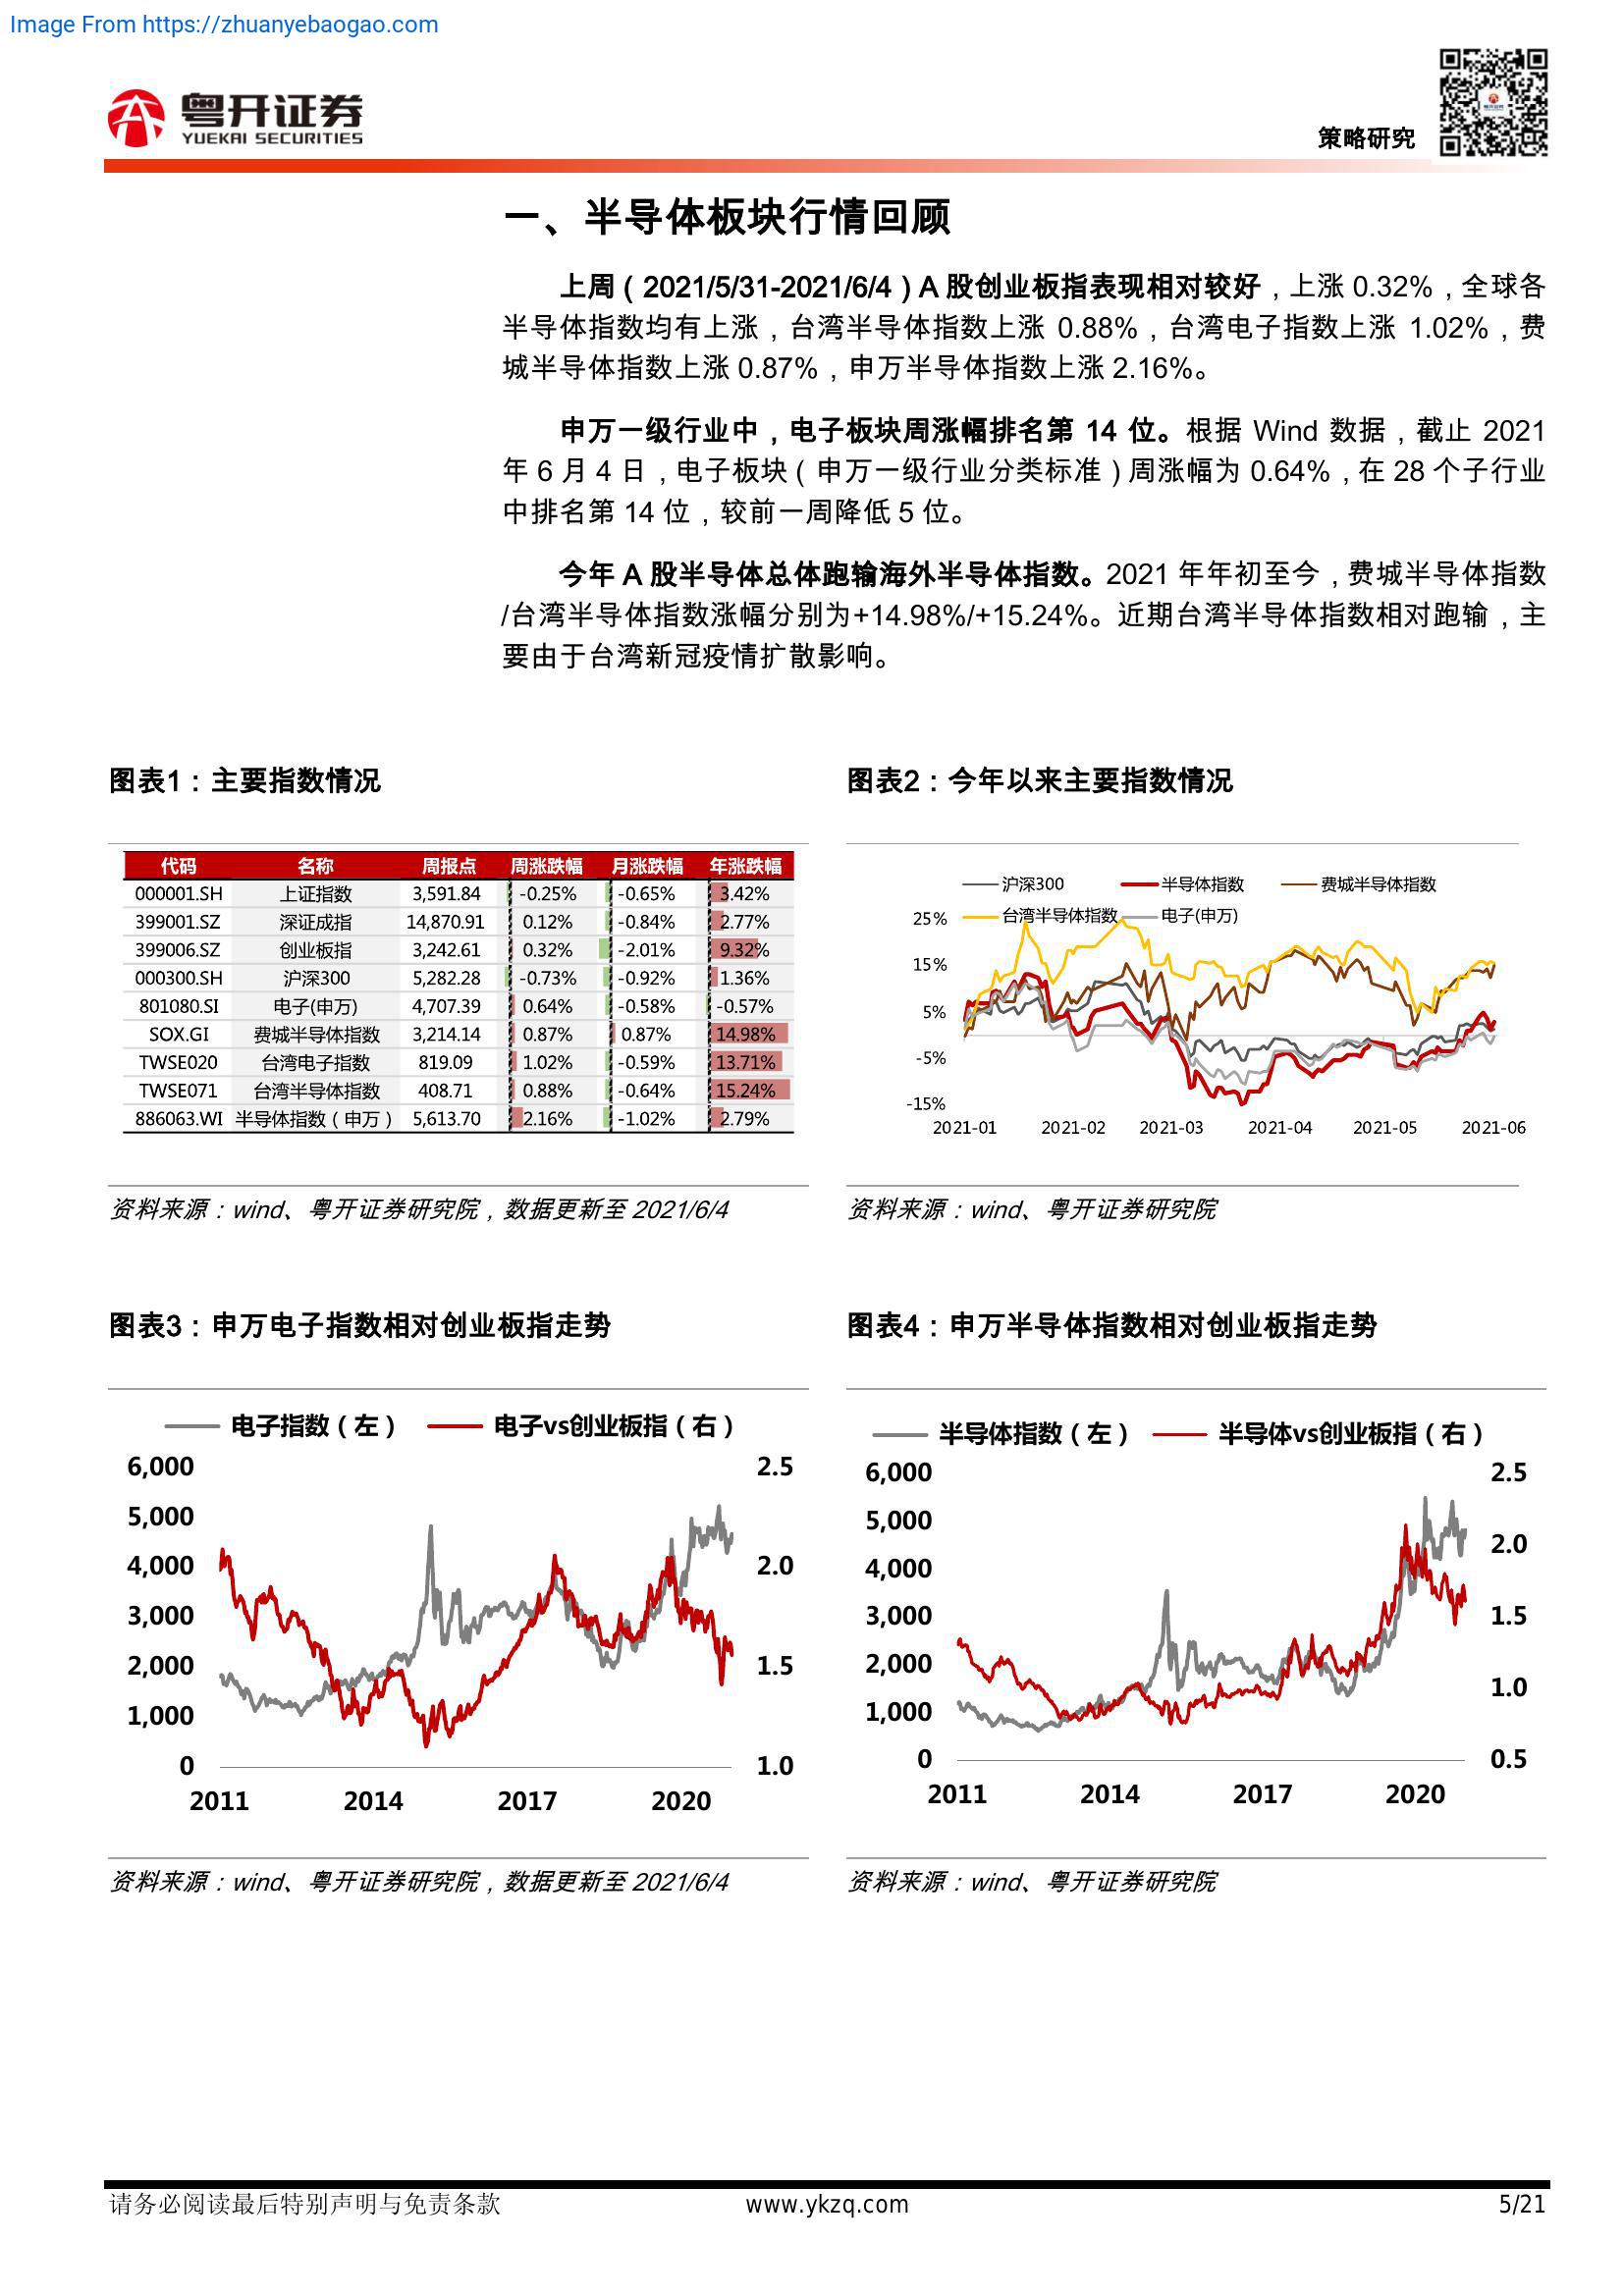 Image From https://zhuanyebaogao.com
粤开证券
YUEKAI SECURITIES
策略研究
一、半导体板块行情回顾
上周（2021/5/31-2021/6/4）A 股创业板指表现相对较好，上涨 0.32%，全球各
半导体指数均有上涨，台湾半导体指数上涨 0.88%，台湾电子指数上涨 1.02%，费
城半导体指数上涨 0.87%，申万半导体指数上涨 2.16%。
申万一级行业中，电子板块周涨幅排名第 14 位。根据 Wind 数据，截止 2021
年 6 月 4 日，电子板块（申万一级行业分类标准）周涨幅为 0.64%，在 28 个子行业
中排名第 14 位，较前一周降低 5 位。
今年 A 股半导体总体跑输海外半导体指数。2021 年年初至今，费城半导体指数
/台湾半导体指数涨幅分别为+14.98%/+15.24%。近期台湾半导体指数相对跑输，主
要由于台湾新冠疫情扩散影响。
图表1：主要指数情况
代码 名称 周报点 周涨跌幅 月涨跌幅 年涨跌幅
000001.SH 上证指数 3,591.84 -0.25% -0.65% 3.42%
399001.SZ 深证成指 14,870.91 0.12% -0.84% 2.77%
399006.SZ 创业板指 3,242.61 0.32% -2.01% 9.32%
000300.SH 沪深300 5,282.28 -0.73% -0.92% 1.36%
801080.SI 电子(申万) 4,707.39 0.64% -0.58% -0.57%
SOX.GI 费城半导体指数 3,214.14 0.87% 0.87% 14.98%
TWSE020 台湾电子指数 819.09 1.02% -0.59% 13.71%
TWSE071 台湾半导体指数 408.71 0.88% -0.64% 15.24%
886063.WI 半导体指数（申万） 5,613.70 2.16% -1.02% 2.79%
资料来源：wind、粤开证券研究院，数据更新至 2021/6/4
图表2：今年以来主要指数情况
沪深300 半导体指数 费城半导体指数
台湾半导体指数 电子(申万)
25%
15%
5%
-5%
-15%
2021-01 2021-02 2021-03 2021-04 2021-05 2021-06
资料来源：wind、粤开证券研究院
图表3：申万电子指数相对创业板指走势
电子指数（左） 电子vs创业板指（右）
6,000 2.5
5,000
4,000 2.0
3,000
2,000 1.5
1,000
0 1.0
2011 2014 2017 2020
资料来源：wind、粤开证券研究院，数据更新至 2021/6/4
图表4：申万半导体指数相对创业板指走势
半导体指数（左） 半导体vs创业板指（右）
6,000 2.5
5,000
2.0
4,000
3,000 1.5
2,000
1.0
1,000
0 0.5
2011 2014 2017 2020
资料来源：wind、粤开证券研究院
请务必阅读最后特别声明与免责条款 www.ykzq.com 5/21